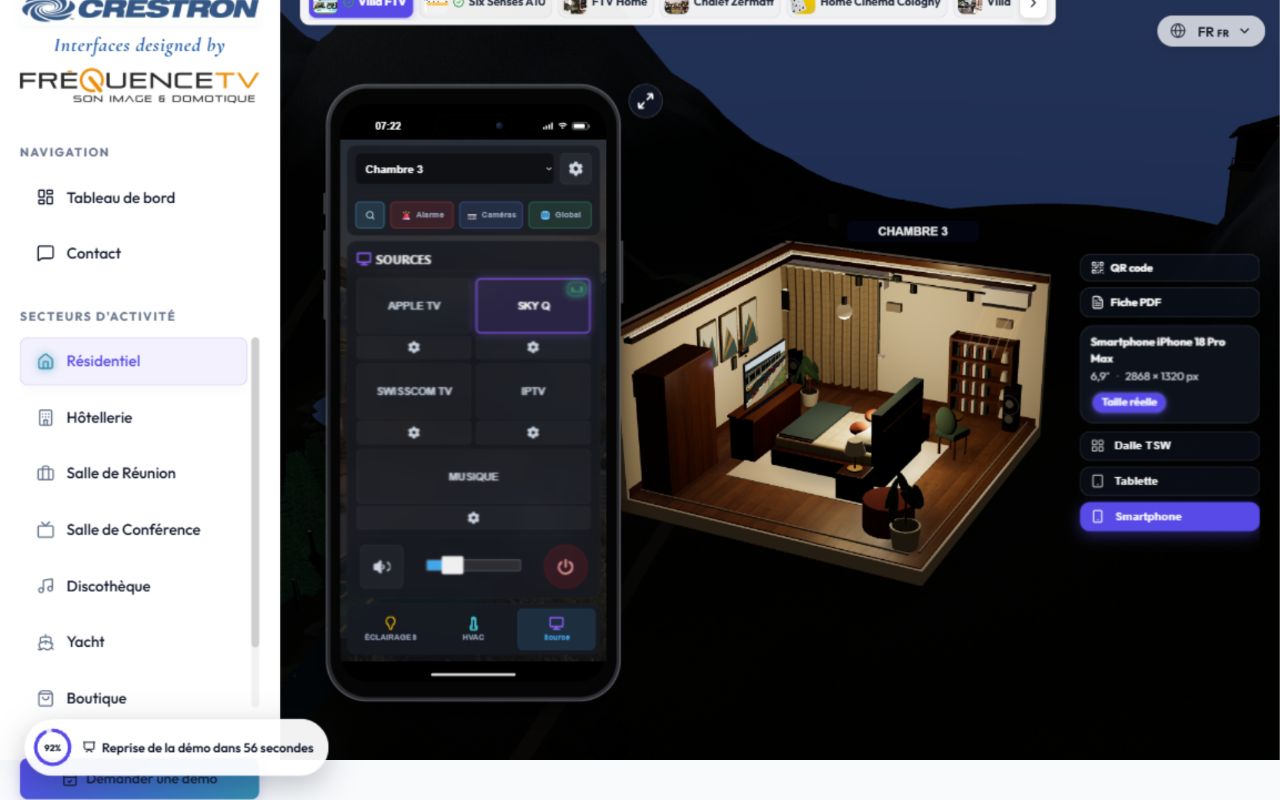 CRESTRON
Interfaces designed by
FRÉQUENCETV
SON IMAGE & DOMOTIQUE
NAVIGATION
Tableau de bord
Contact
SECTEURS D'ACTIVITÉ
Résidentiel
Hôtellerie
Salle de Réunion
Salle de Conférence
Discothèque
Yacht
Boutique
92%
Reprise de la démo dans 56 secondes
Demander une démo
Villa FTV
Six Senses A10
FTV Home
Chalet Zermatt
Home Cinema Cologny
Villa
FR FR
07:22
Chambre 3
Alarme
Caméras
Global
SOURCES
APPLE TV
SKY Q
SWISSCOM TV
IPTV
MUSIQUE
ÉCLAIRAGES
HVAC
Source
CHAMBRE 3
QR code
Fiche PDF
Smartphone iPhone 18 Pro
Max
6,9" · 2868 × 1320 px
Taille réelle
Dalle TSW
Tablette
Smartphone